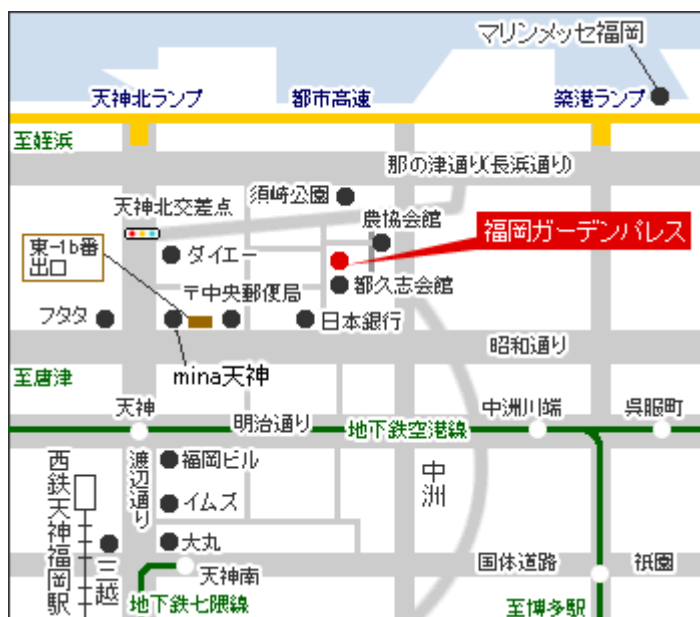 マリンメッセ福岡
天神北ランプ
都市高速
築港ランプ
至姪浜
那の津通り(長浜通り)
須崎公園
天神北交差点
農協会館
福岡ガーデンパレス
東-1b番
出口
ダイエー
都久志会館
〒中央郵便局
フタタ
日本銀行
昭和通り
mina天神
至唐津
天神
明治通り
地下鉄空港線
中洲川端
呉服町
西鉄天神福岡駅
渡辺通り
福岡ビル
中洲
イムズ
大丸
三越
天神南
国体道路
祇園
地下鉄七隈線
至博多駅